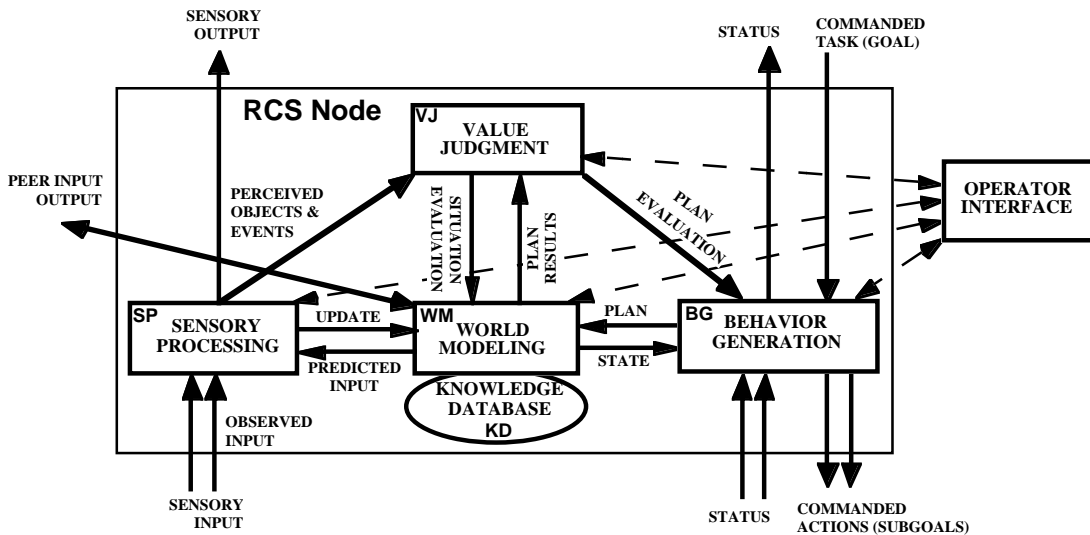 SENSORY
OUTPUT
STATUS
COMMANDED
TASK (GOAL)
RCS Node
VJ
VALUE
JUDGMENT
PEER INPUT
OUTPUT
PERCEIVED
OBJECTS &
EVENTS
SITUATION
EVALUATION
PLAN
RESULTS
PLAN
EVALUATION
OPERATOR
INTERFACE
SP
SENSORY
PROCESSING
UPDATE
PREDICTED
INPUT
WM
WORLD
MODELING
PLAN
STATE
BG
BEHAVIOR
GENERATION
KNOWLEDGE
DATABASE
KD
OBSERVED
INPUT
SENSORY
INPUT
STATUS
COMMANDED
ACTIONS (SUBGOALS)